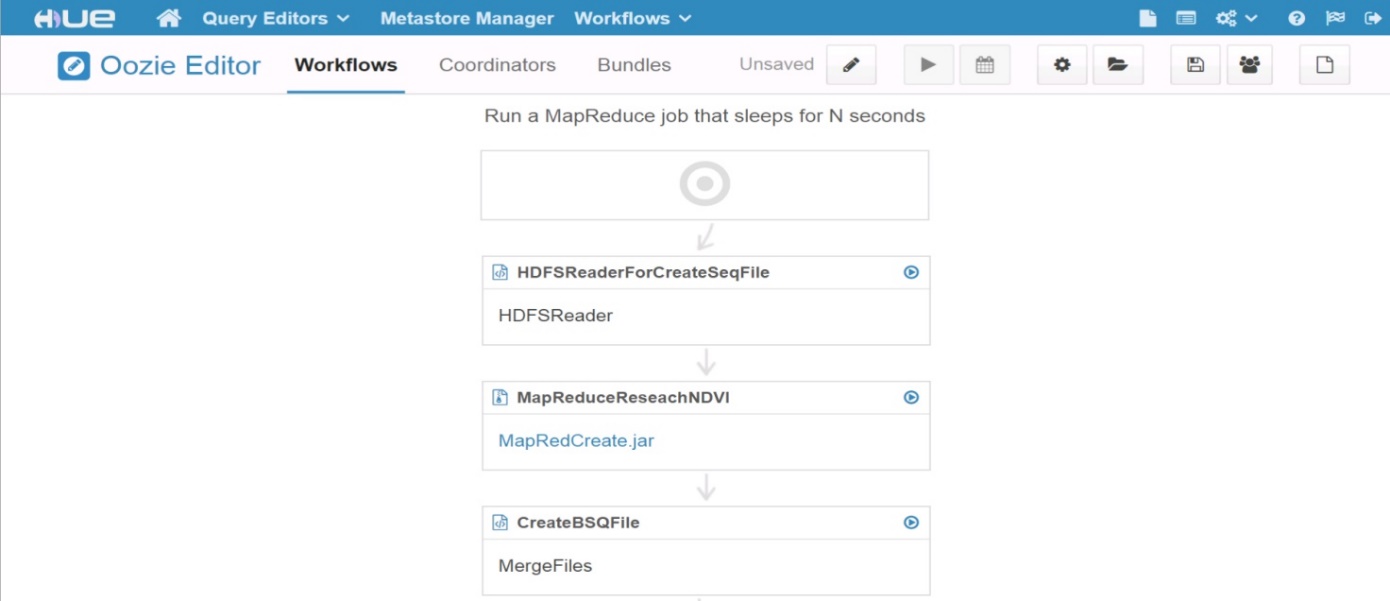 HUE Query Editors Metastore Manager Workflows
Oozie Editor Workflows Coordinators Bundles Unsaved
Run a MapReduce job that sleeps for N seconds
HDFSReaderForCreateSeqFile
HDFSReader
MapReduceReseachNDVI
MapRedCreate.jar
CreateBSQFile
MergeFiles